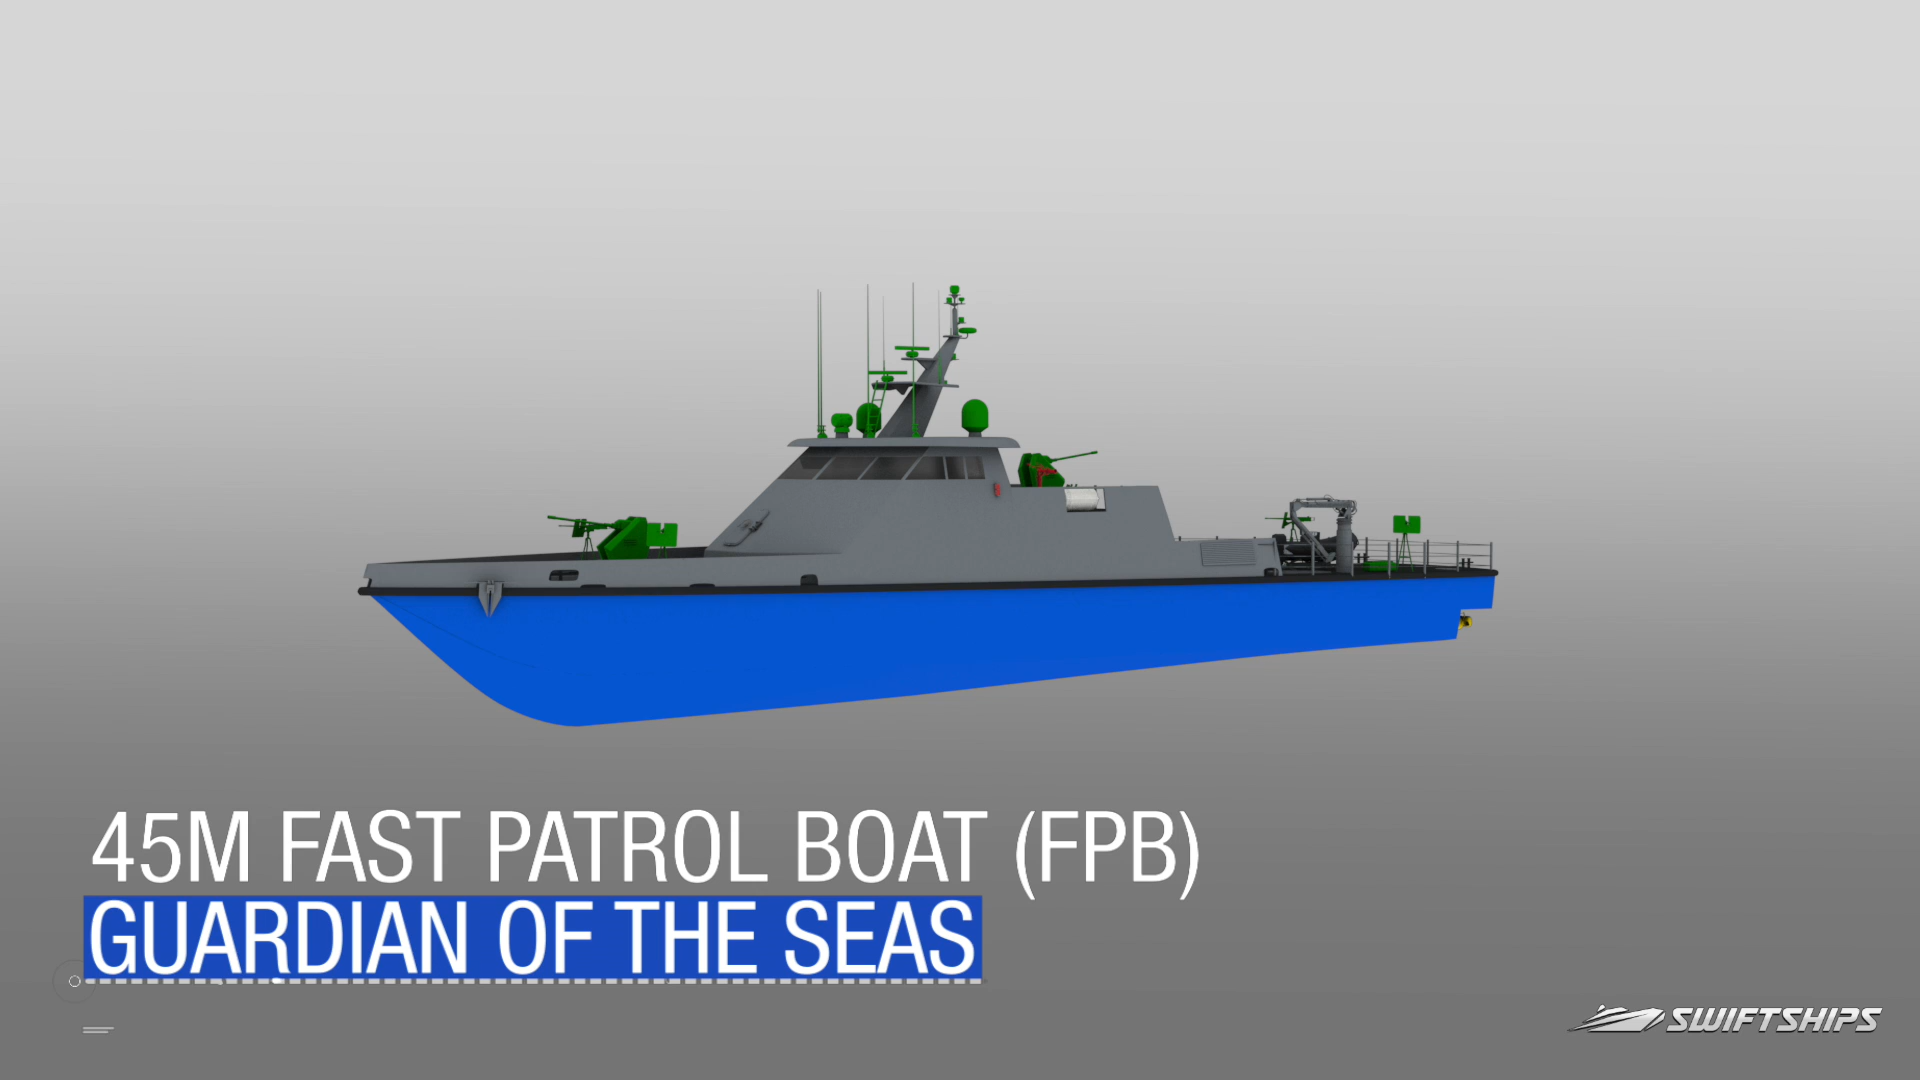 45M FAST PATROL BOAT (FPB)
GUARDIAN OF THE SEAS
SWIFTSHIPS